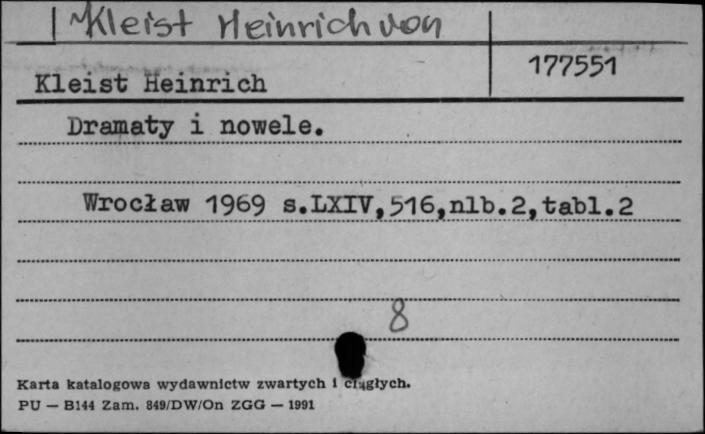 Kleist Heinrich von
177551
Kleist Heinrich
Dramaty i nowele.
Wrocław 1969 s.LXIV,516,nlb.2,tabl.2
8
Karta katalogowa wydawnictw zwartych i ciągłych.
PU — B144 Zam. 849/DW/On ZGG — 1991